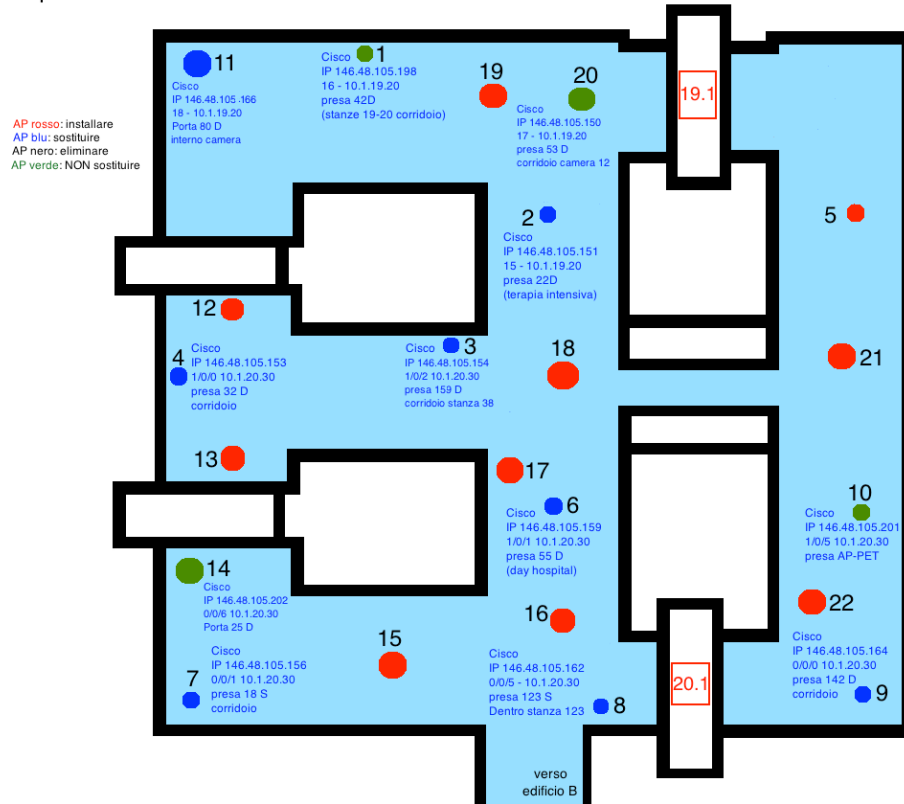 11
Cisco
IP 146.48.105 .166
18 - 10.1.19.20
Porta 80 D
interno camera
1
Cisco
IP 146.48.105.198
16 - 10.1.19.20
presa 42D
(stanze 19-20 corridoio)
19
20
Cisco
IP 146.48.105.150
17 - 10.1.19.20
presa 53 D
corridoio camera 12
19.1
AP rosso: installare
AP blu: sostituire
AP nero: eliminare
AP verde: NON sostituire
2
Cisco
IP 146.48.105.151
15 - 10.1.19.20
presa 22D
(terapia intensiva)
5
12
4
Cisco
IP 146.48.105.153
1/0/0 10.1.20.30
presa 32 D
corridoio
Cisco
3
IP 146.48.105.154
1/0/2 10.1.20.30
presa 159 D
corridoio stanza 38
18
21
13
17
6
Cisco
IP 146.48.105.159
1/0/1 10.1.20.30
presa 55 D
(day hospital)
10
Cisco
IP 146.48.105.201
1/0/5 10.1.20.30
presa AP-PET
14
Cisco
IP 146.48.105.202
0/0/6 10.1.20.30
Porta 25 D
16
22
15
7
Cisco
IP 146.48.105.156
0/0/1 10.1.20.30
presa 18 S
corridoio
Cisco
IP 146.48.105.162
0/0/5 - 10.1.20.30
presa 123 S
Dentro stanza 123
8
20.1
Cisco
IP 146.48.105.164
0/0/0 10.1.20.30
presa 142 D
corridoio
9
verso
edificio B